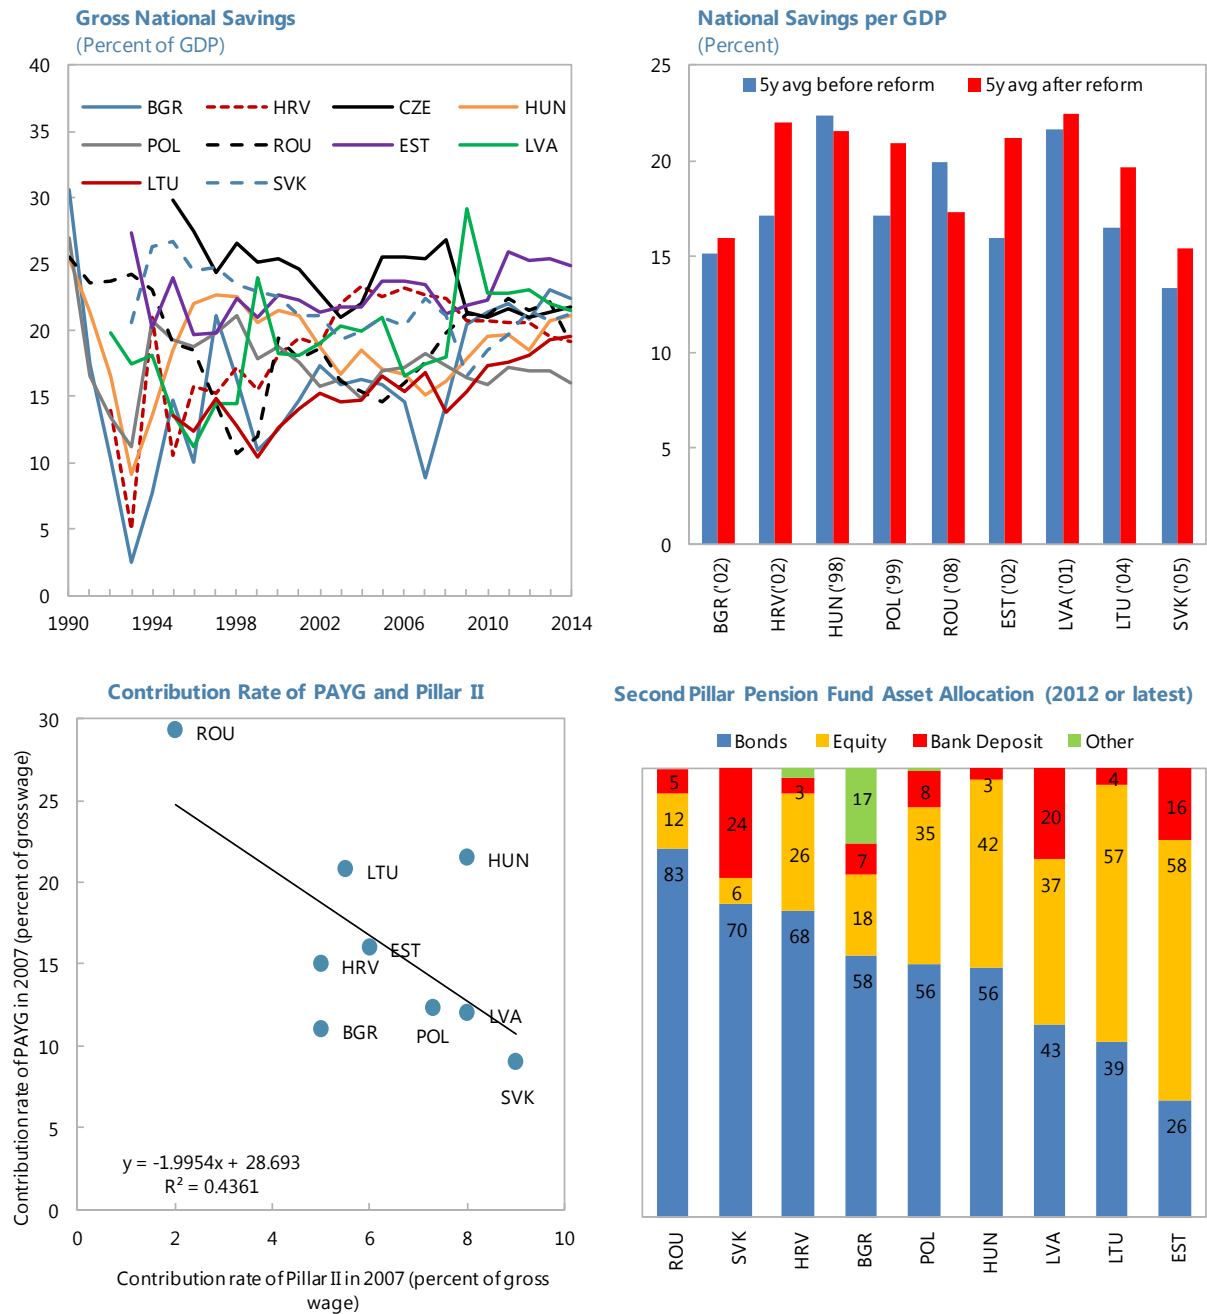 Gross National Savings
(Percent of GDP)
40
35
30
25
20
15
10
5
0
BGR HRV CZE HUN
POL ROU EST LVA
LTU SVK
1990 1994 1998 2002 2006 2010 2014
National Savings per GDP
(Percent)
25
20
15
10
5
0
5y avg before reform 5y avg after reform
BGR ('02)
HRV('02)
HUN ('98)
POL ('99)
ROU ('08)
EST ('02)
LVA ('01)
LTU ('04)
SVK ('05)
Contribution Rate of PAYG and Pillar II
Contribution rate of PAYG in 2007 (percent of grosswage)
30
25
20
15
10
5
0
ROU
LTU
HUN
EST
HRV
BGR
POL
LVA
SVK
y = -1.9954x + 28.693
R² = 0.4361
0 2 4 6 8 10
Contribution rate of Pillar II in 2007 (percent of gross
wage)
Second Pillar Pension Fund Asset Allocation (2012 or latest)
Bonds Equity Bank Deposit Other
5 24 3 17 8 3 20 4 16
12 6 26 7 35 42 37 57 58
18
83 70 68 58 56 56 43 39 26
ROU
SVK
HRV
BGR
POL
HUN
LVA
LTU
EST